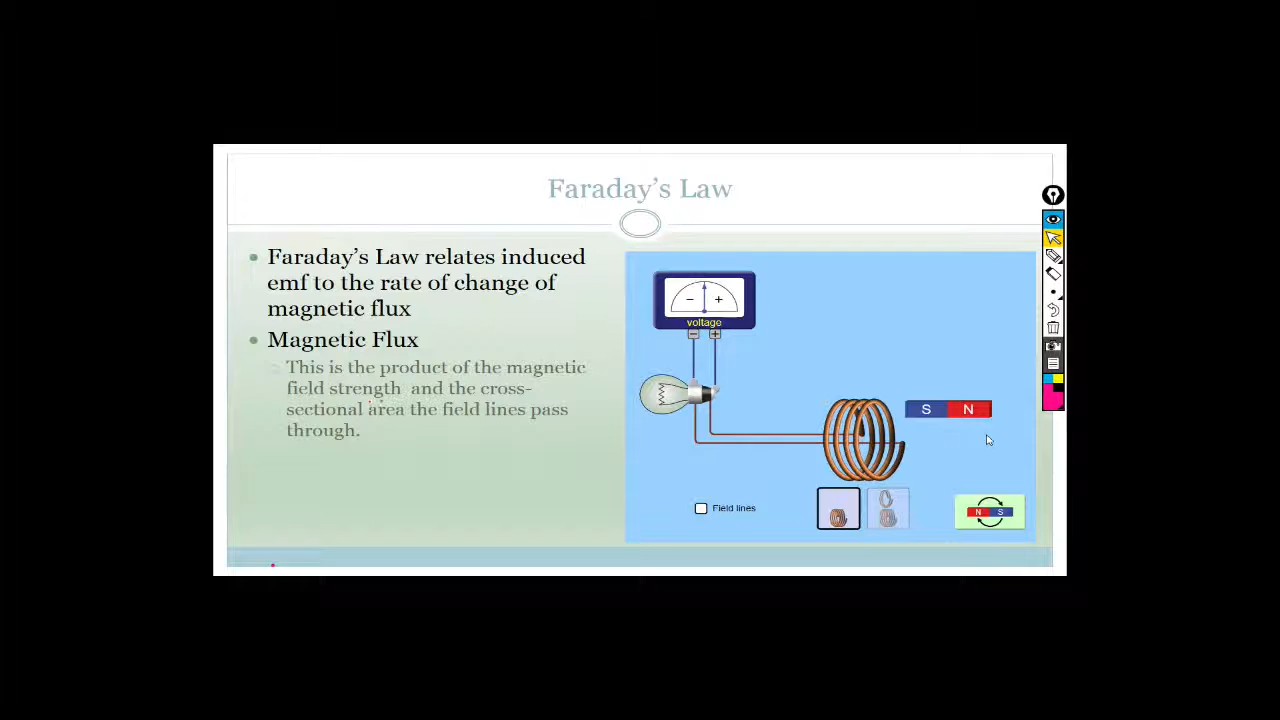 Faraday's Law
Faraday's Law relates induced
emf to the rate of change of
magnetic flux
Magnetic Flux
This is the product of the magnetic
field strength and the cross-
sectional area the field lines pass
through.
− +
voltage
− +
S N
Field lines
N S